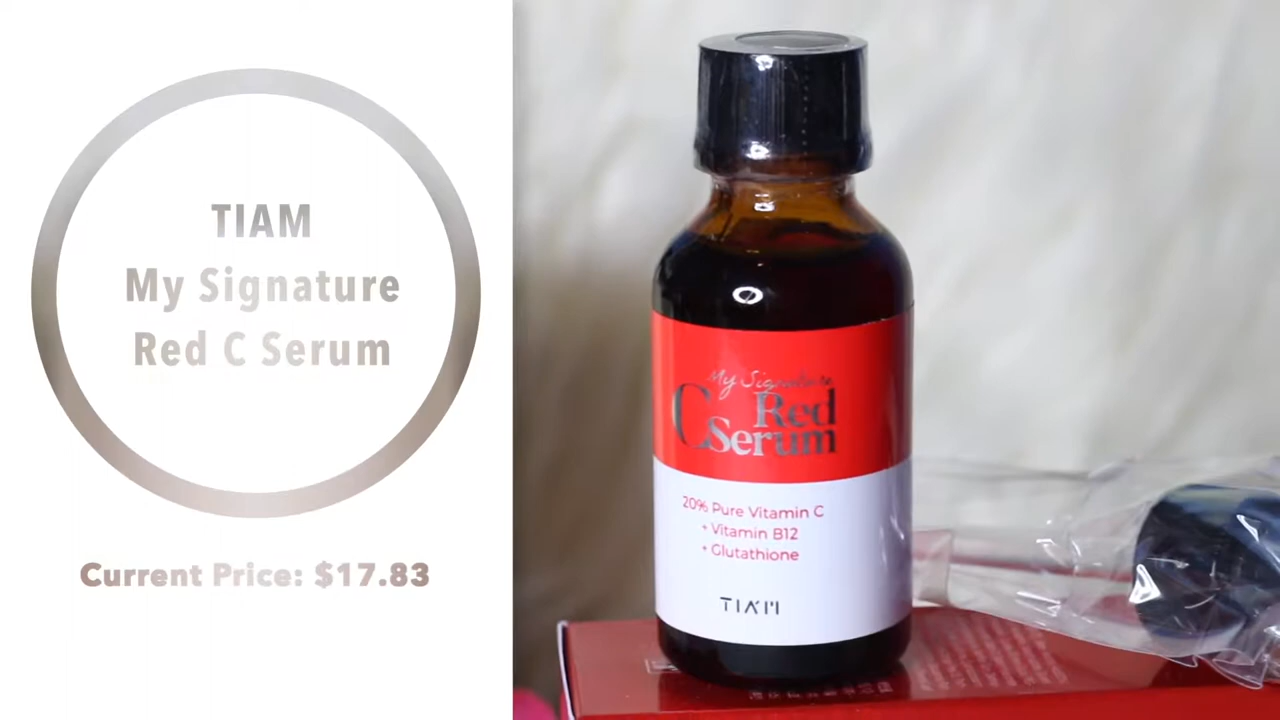 TIAM
My Signature
Red C Serum
Current Price: $17.83
My Signature
C Red
Serum
20% Pure Vitamin C
+ Vitamin B12
+ Glutathione
TIA'M